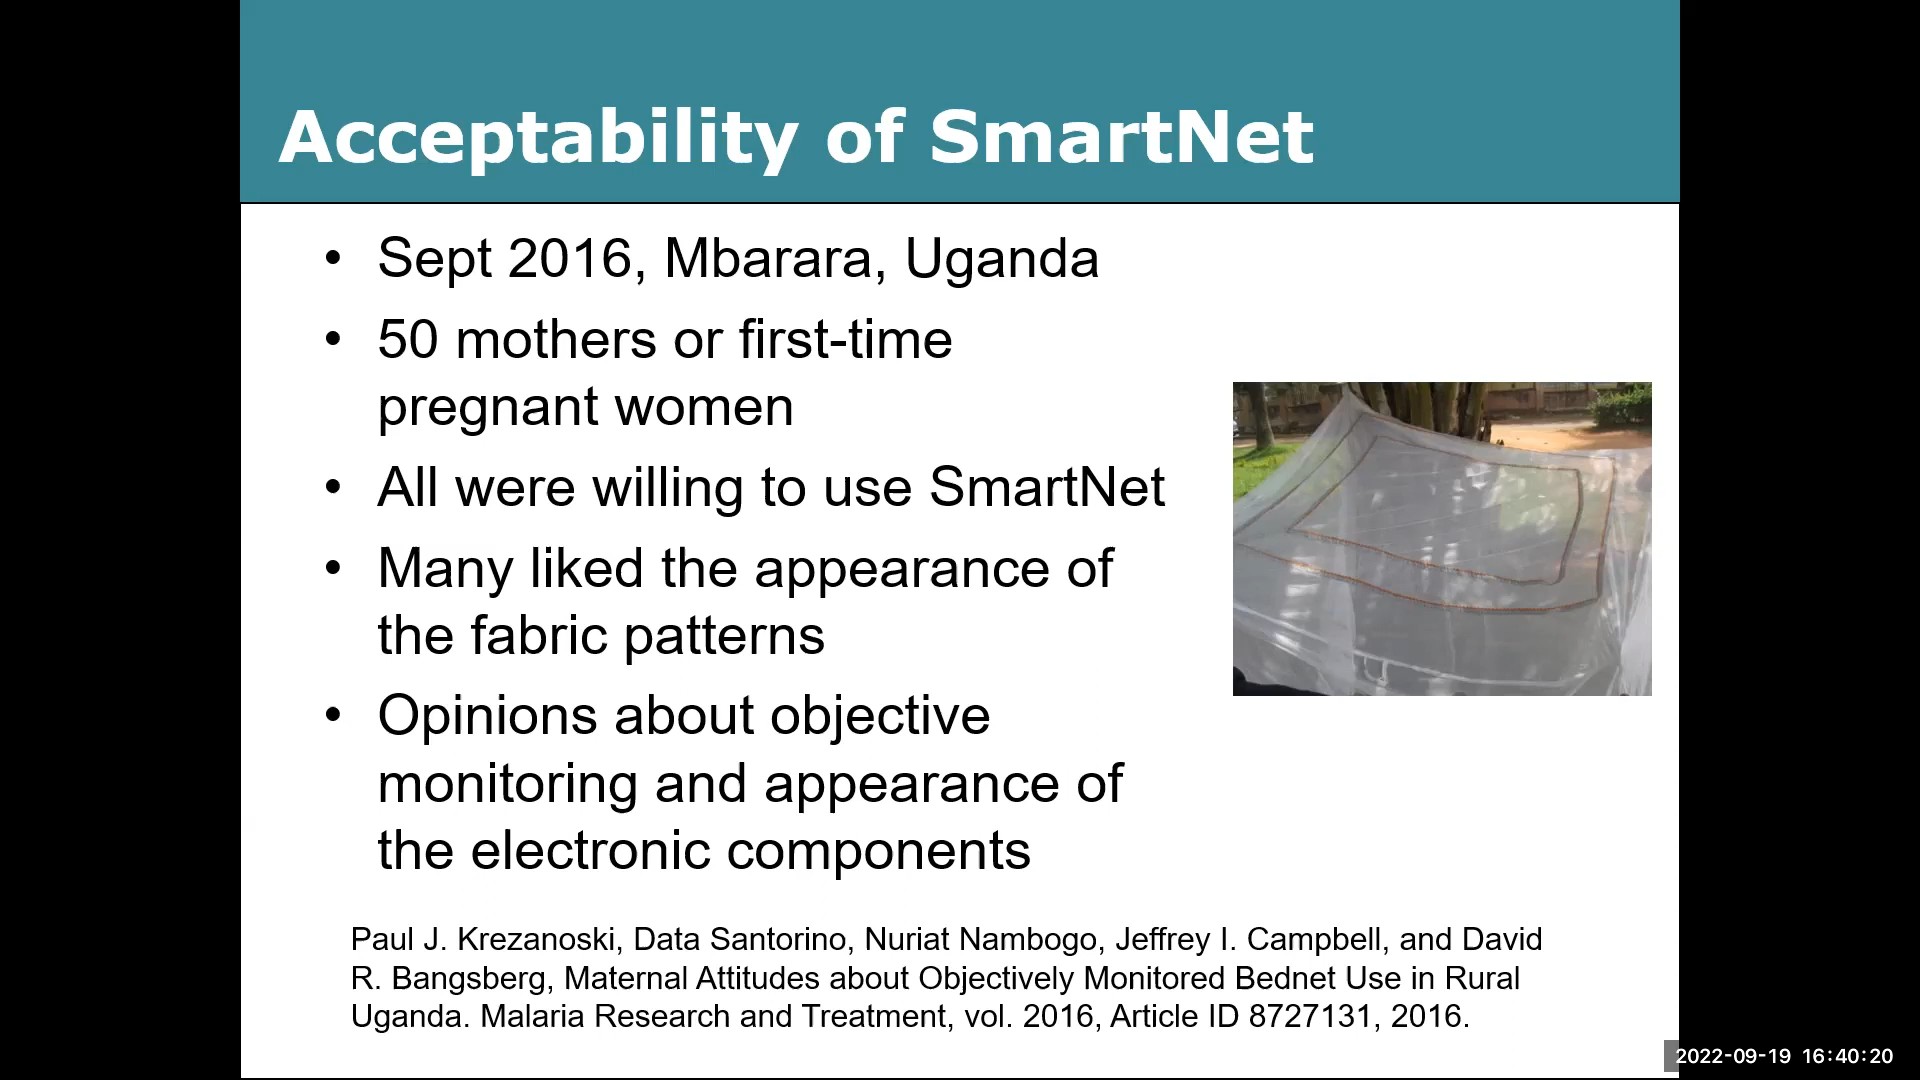 Acceptability of SmartNet
• Sept 2016, Mbarara, Uganda
• 50 mothers or first-time
pregnant women
• All were willing to use SmartNet
• Many liked the appearance of
the fabric patterns
• Opinions about objective
monitoring and appearance of
the electronic components
Paul J. Krezanoski, Data Santorino, Nuriat Nambogo, Jeffrey I. Campbell, and David
R. Bangsberg, Maternal Attitudes about Objectively Monitored Bednet Use in Rural
Uganda. Malaria Research and Treatment, vol. 2016, Article ID 8727131, 2016.
2022-09-19 16:40:20